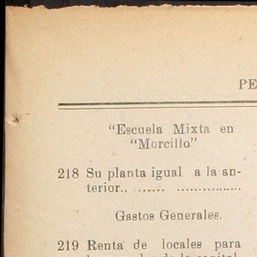 PE
"Escuela Mixta en
"Morcillo"
218 Su planta igual a la an-
terior.. ....... ................
Gastos Generales.
219 Renta de locales para